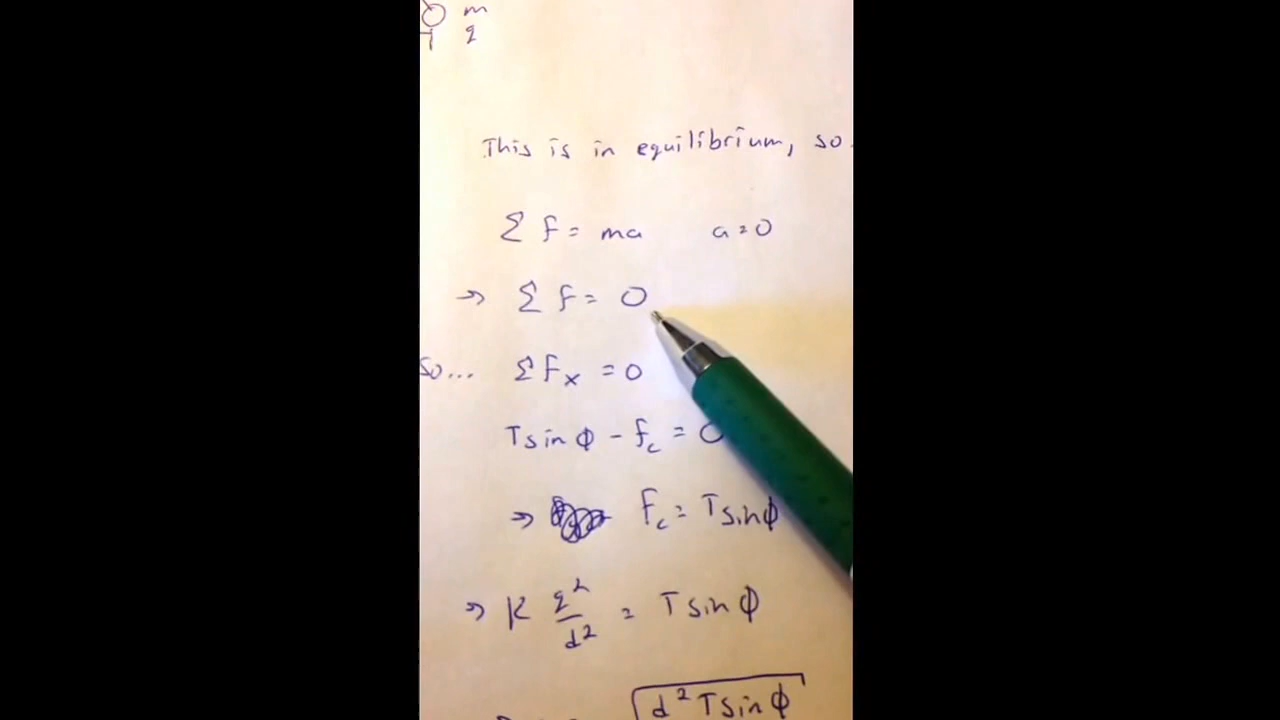 m
q
This is in equilibrium, so
Σ F = ma a = 0
→ Σ F = 0
so... Σ Fx = 0
T sin ϕ - Fc = 0
→ Fc = T sin ϕ
→ K q²/d² = T sin ϕ
d² T sin ϕ